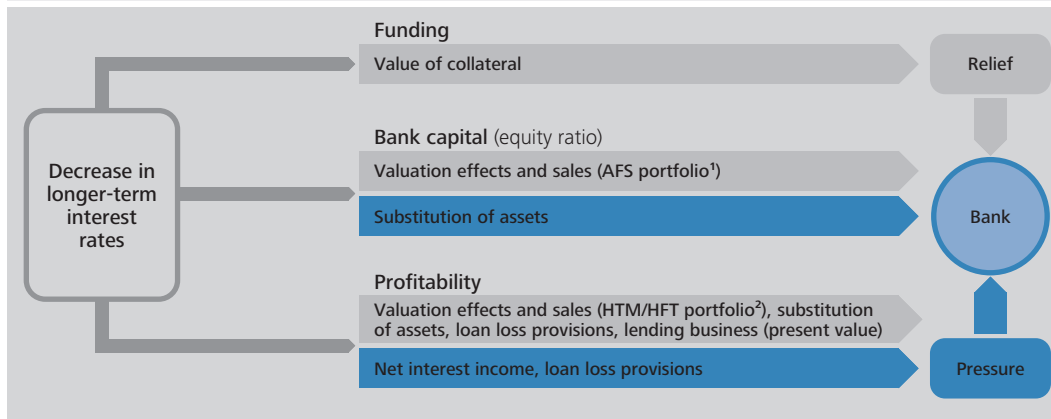 Funding
Value of collateral
Relief
Bank capital (equity ratio)
Decrease in
longer-term
interest
rates
Valuation effects and sales (AFS portfolio¹)
Substitution of assets
Bank
Profitability
Valuation effects and sales (HTM/HFT portfolio²), substitution
of assets, loan loss provisions, lending business (present value)
Net interest income, loan loss provisions
Pressure